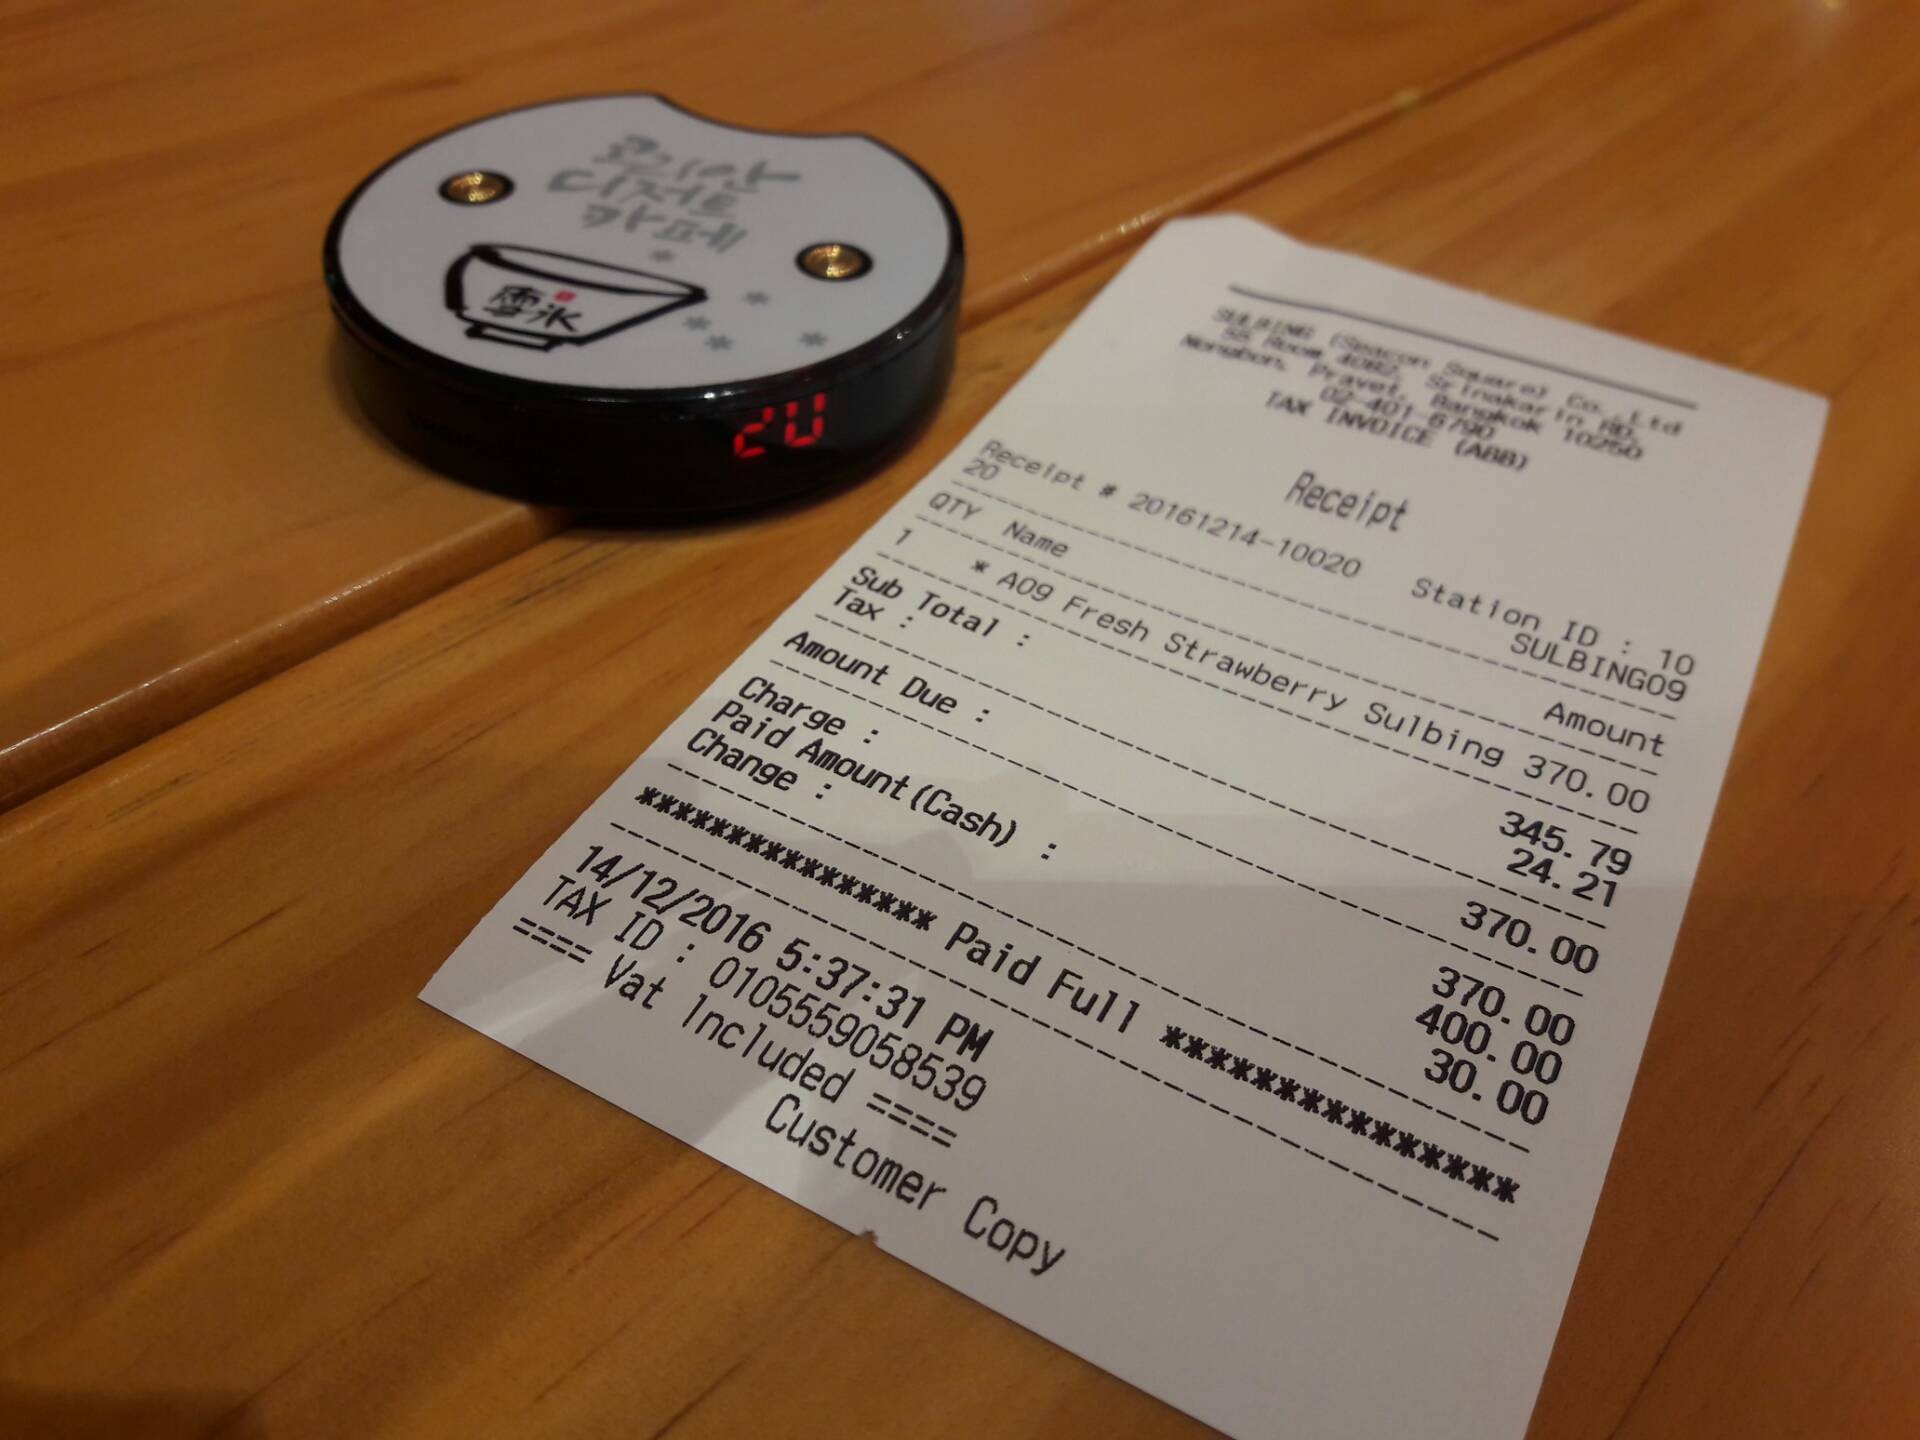 코리안
디저트
카페
雪氷
20
SULBING (Seacon Square) Co.,Ltd
55 Room 4082, Srinakarin RD,
Nongbon, Pravet, Bangkok 10250
02-401-6790
TAX INVOICE (ABB)
Receipt
Receipt # 20161214-10020 Station ID : 10
20 SULBING09
QTY Name Amount
1 * A09 Fresh Strawberry Sulbing 370.00
Sub Total : 345.79
Tax : 24.21
Amount Due : 370.00
Charge : 370.00
Paid Amount(Cash) : 400.00
Change : 30.00
**************** Paid Full ****************
14/12/2016 5:37:31 PM
TAX ID : 0105559058539
==== Vat Included ====
Customer Copy